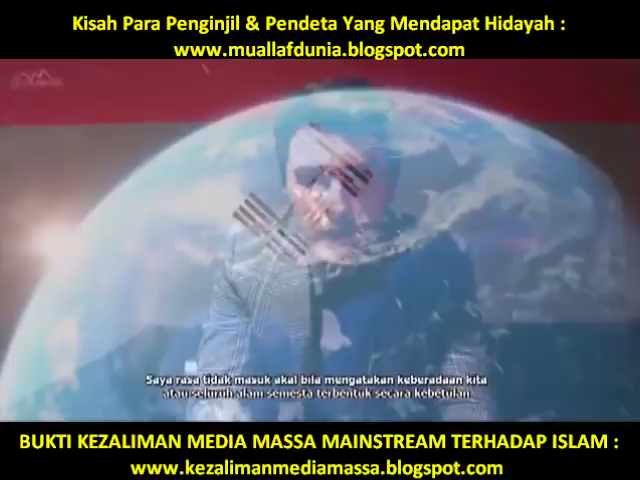 Kisah Para Penginjil & Pendeta Yang Mendapat Hidayah :
www.muallafdunia.blogspot.com
Saya rasa tidak masuk akal bila mengatakan keberadaan kita
atau seluruh alam semesta terbentuk secara kebetulan
BUKTI KEZALIMAN MEDIA MASSA MAINSTREAM TERHADAP ISLAM :
www.kezalimanmediamassa.blogspot.com